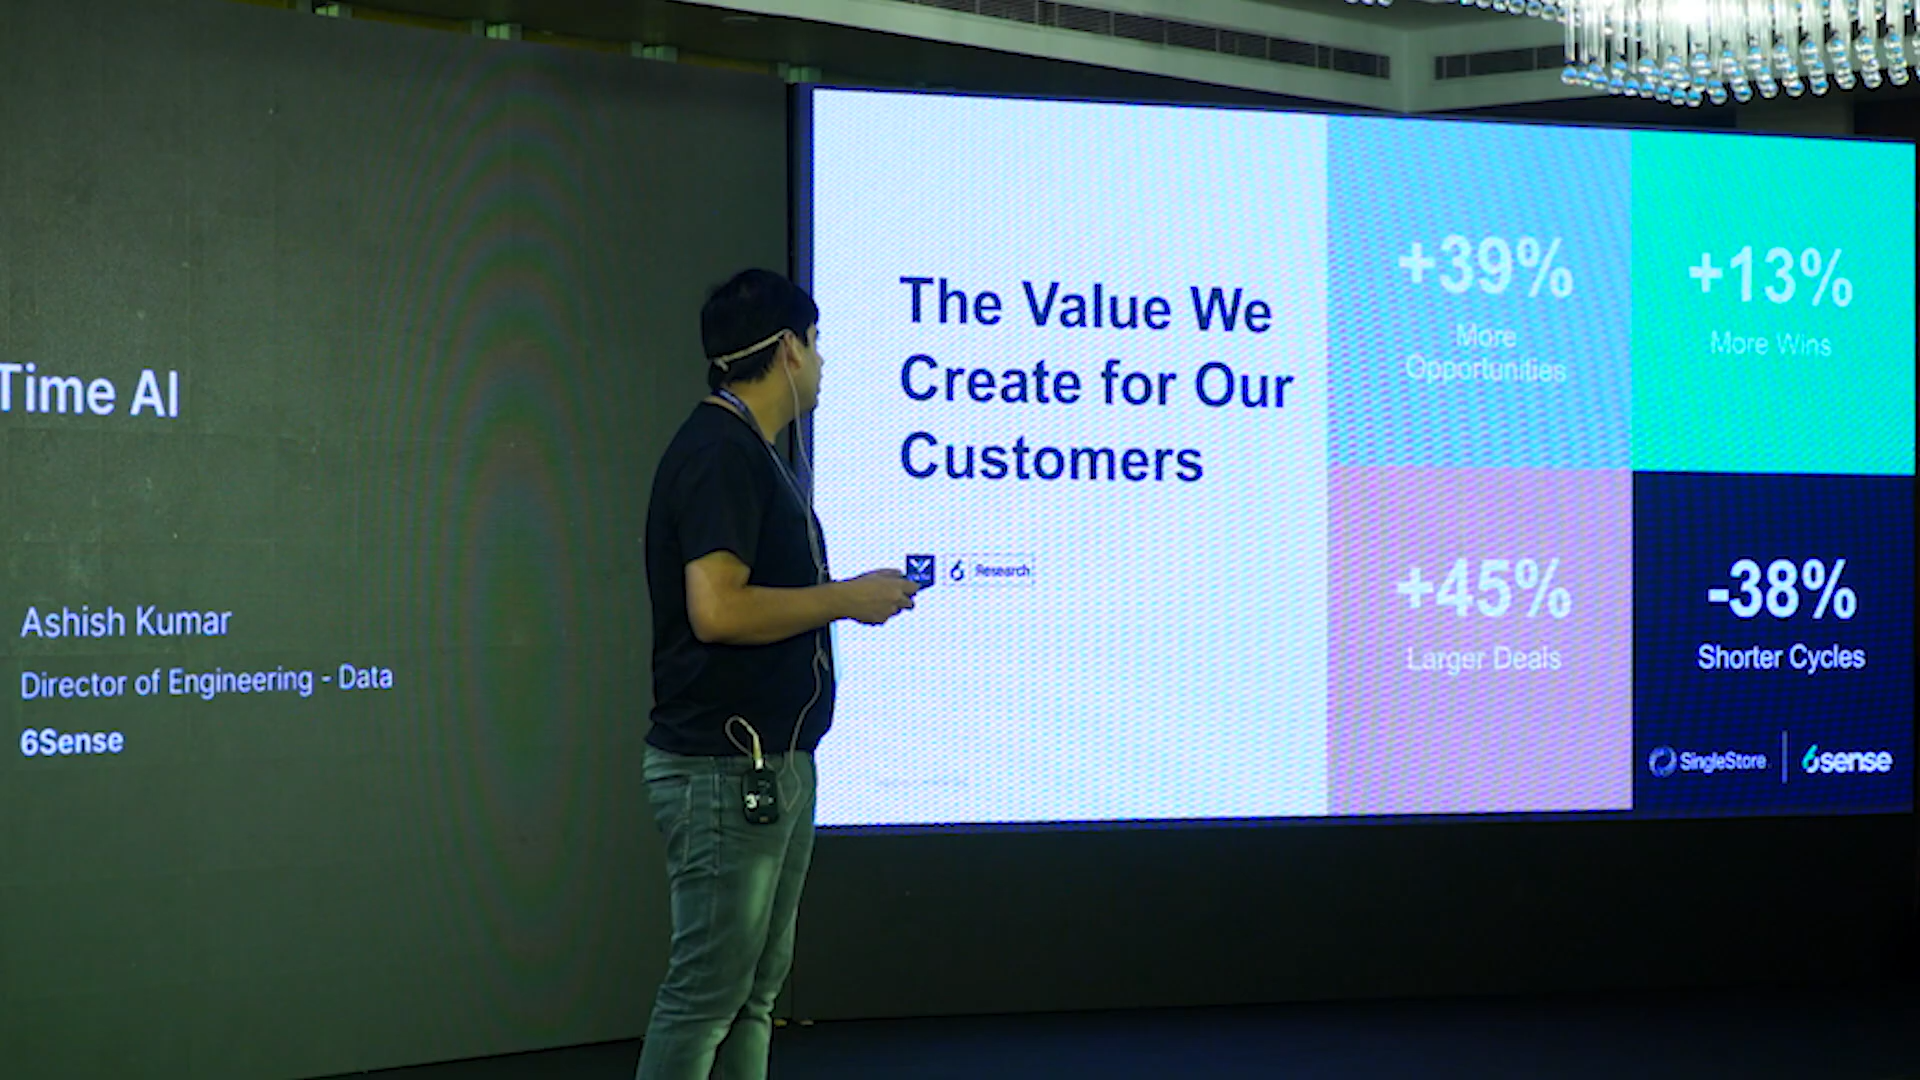 Time AI
Ashish Kumar
Director of Engineering - Data
6Sense
The Value We
Create for Our
Customers
6 Research
+39%
More
Opportunities
+13%
More Wins
+45%
Larger Deals
-38%
Shorter Cycles
SingleStore
6sense